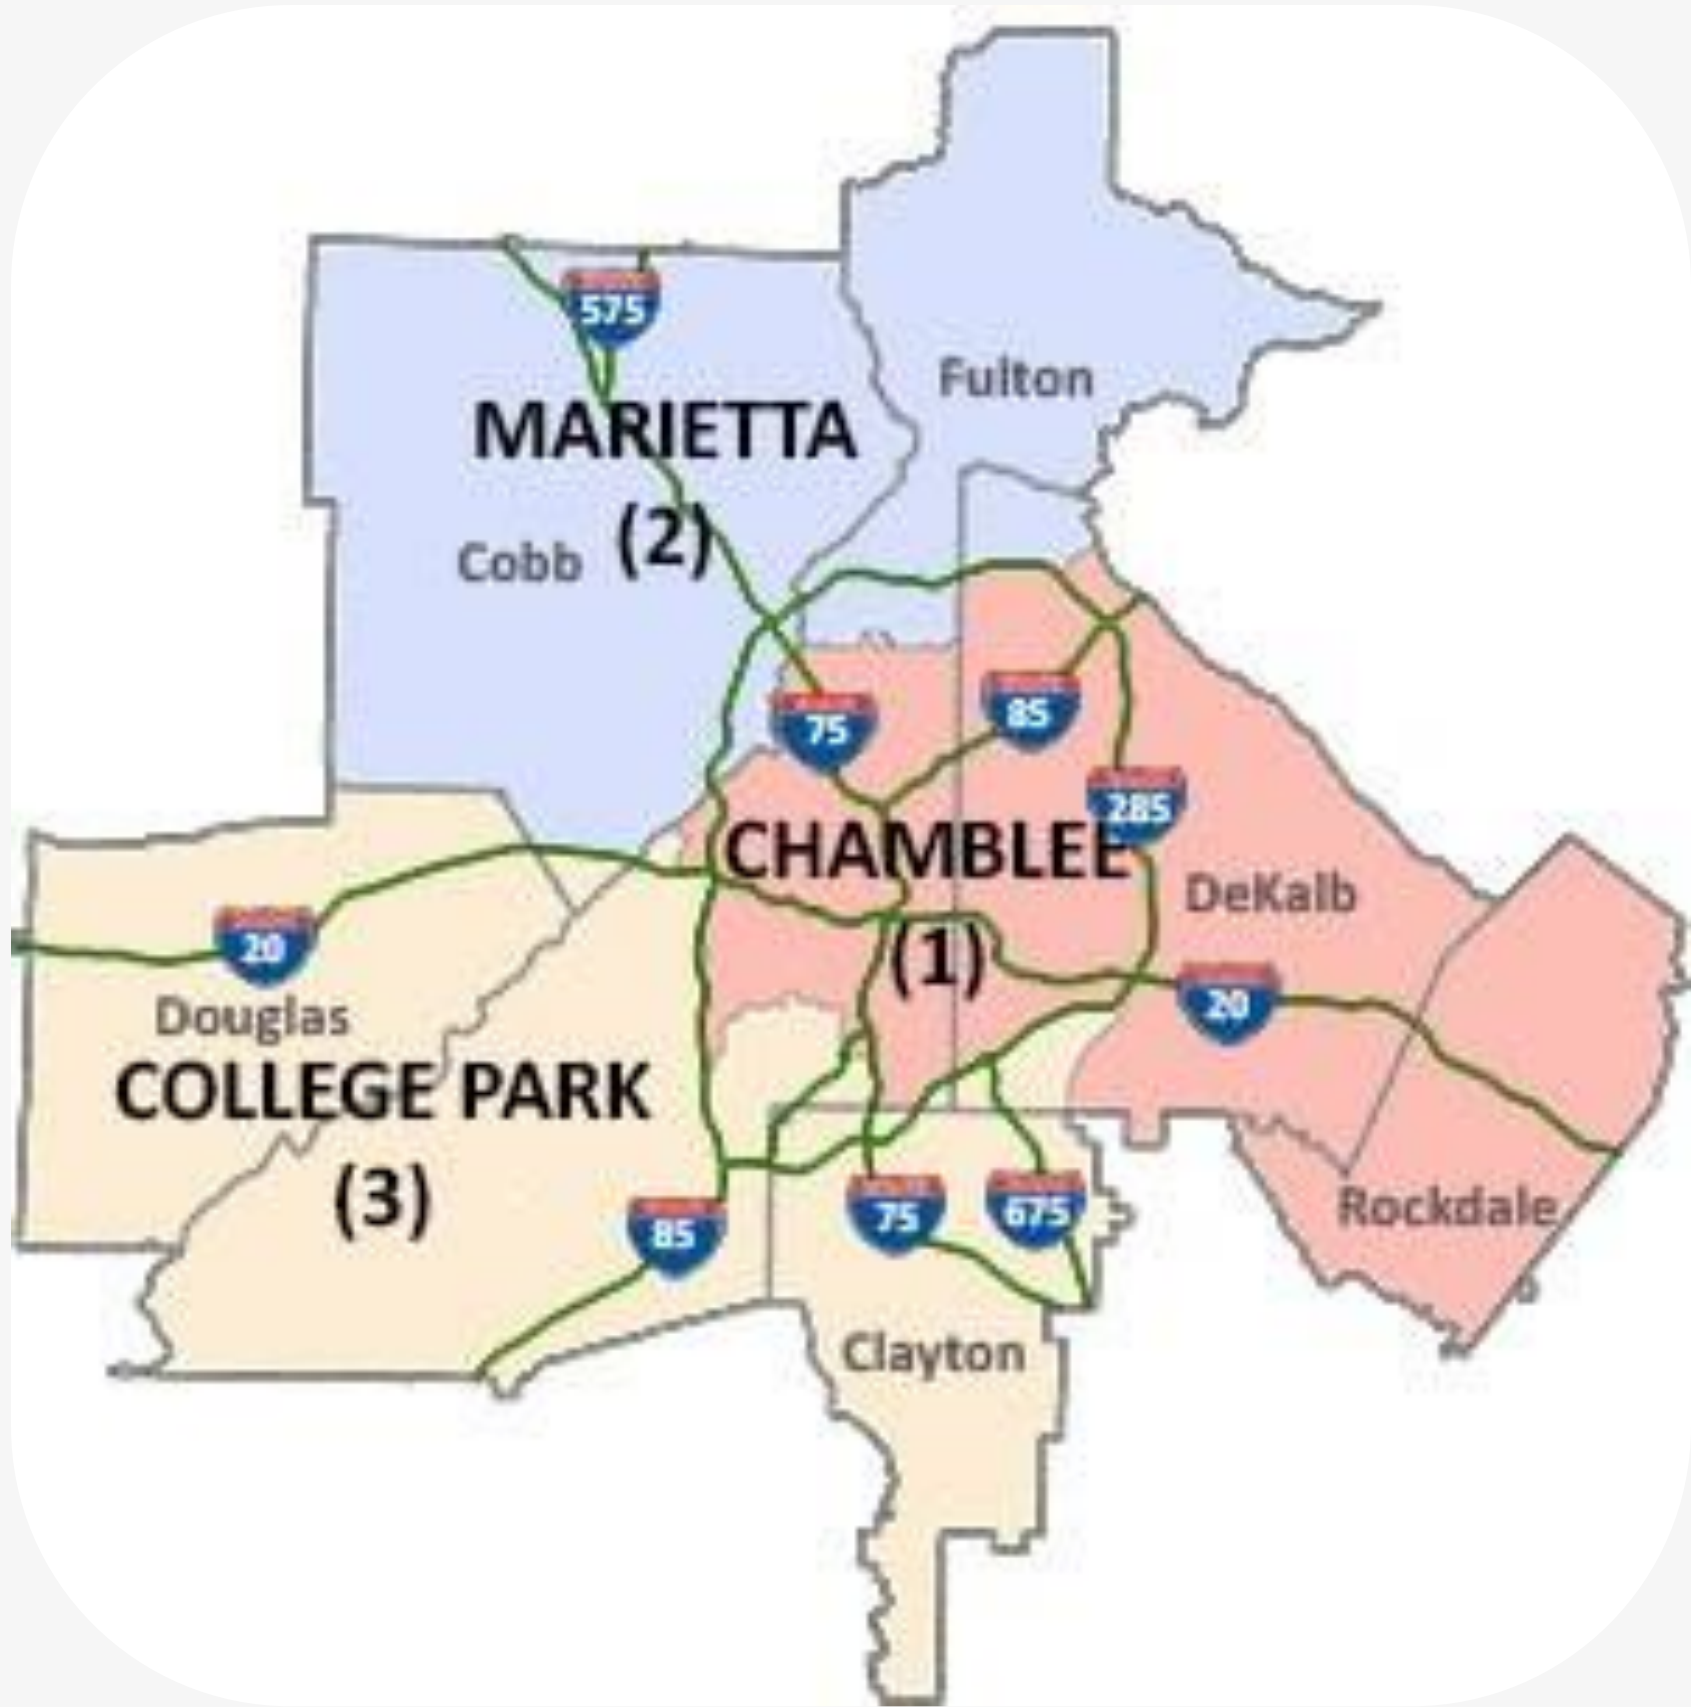 575
Fulton
MARIETTA
(2)
Cobb
75
85
285
CHAMBLEE
DeKalb
20
(1)
20
Douglas
COLLEGE PARK
(3)
85
75
675
Rockdale
Clayton